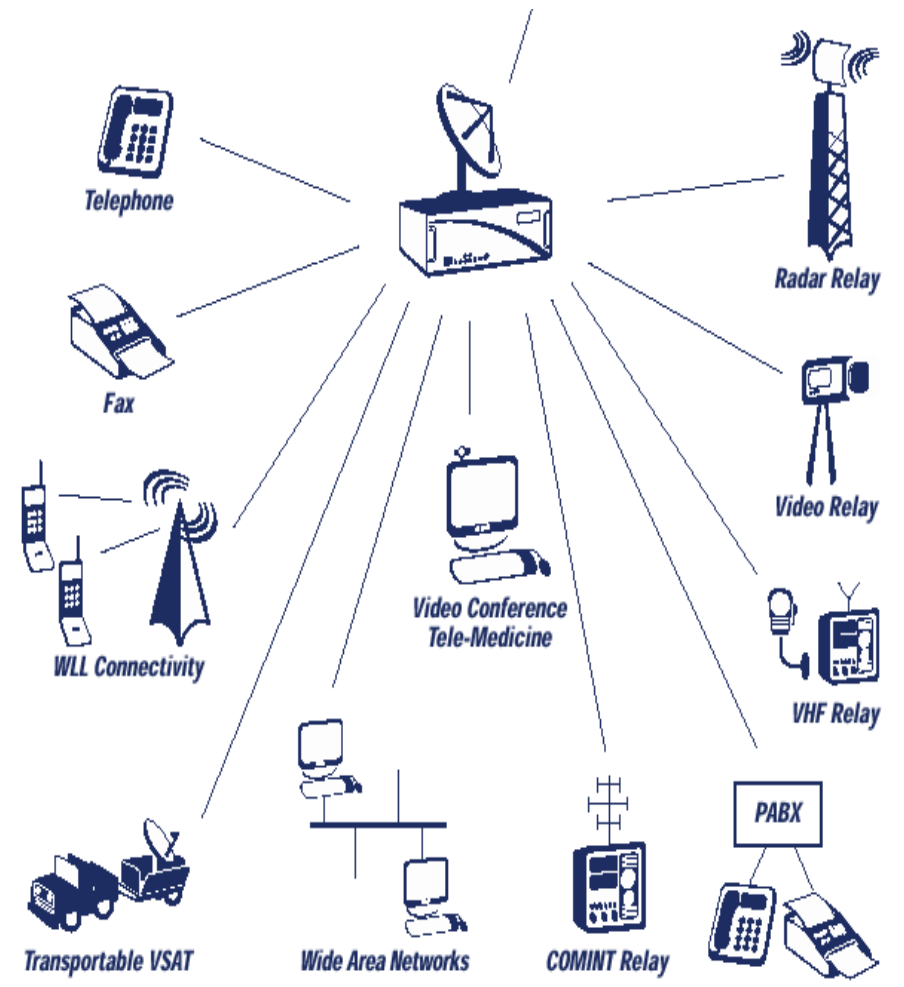 Telephone
Radar Relay
Fax
Video Relay
Video Conference
Tele-Medicine
WLL Connectivity
VHF Relay
PABX
Transportable VSAT
Wide Area Networks
COMINT Relay